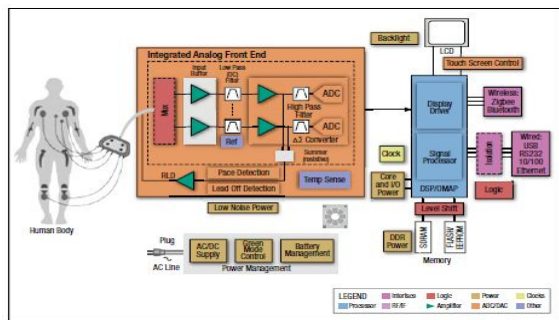 Backlight
LCD
Touch Screen Control
Integrated Analog Front End
Input
Buffer
Low Pass
(DC)
Filter
Mux
ADC
High Pass
Filter
ADC
Δ2 Converter
Ref
Summer
(resistive)
Pace Detection
RLD
Lead Off Detection
Temp Sense
Low Noise Power
Display
Driver
Signal
Processor
DSP/OMAP
Wireless:
Zigbee
Bluetooth
Isolation
Wired:
USB
RS232
10/100
Ethernet
Clock
Core and I/O
Power
Logic
Level Shift
DDR
Power
SDRAM
FLASH/
EEPROM
Memory
Human Body
Plug
AC Line
AC/DC
Supply
Green
Mode
Control
Battery
Management
Power Management
LEGEND
Processor
Interface
RF/IF
Logic
Amplifier
Power
ADC/DAC
Clocks
Other